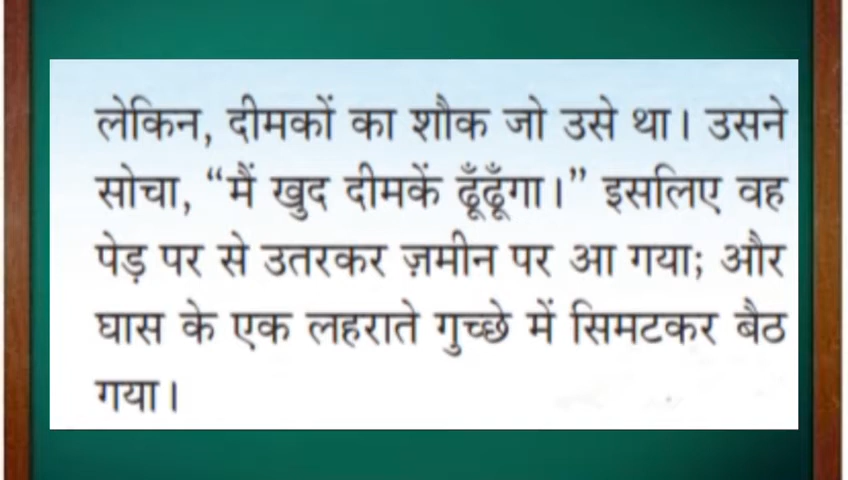 लेकिन, दीमकों का शौक जो उसे था। उसने
सोचा, “मैं खुद दीमकें ढूँढूँगा।” इसलिए वह
पेड़ पर से उतरकर ज़मीन पर आ गया; और
घास के एक लहराते गुच्छे में सिमटकर बैठ
गया।